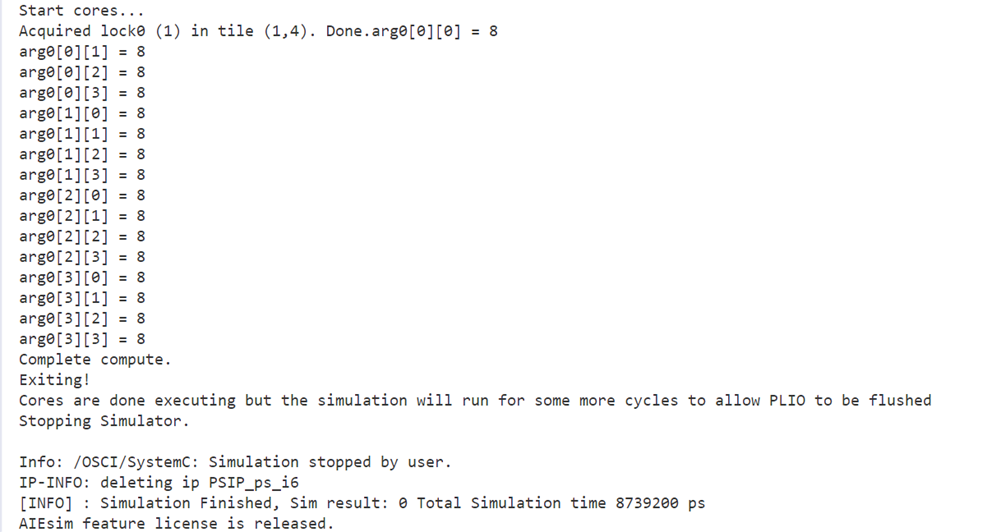 Start cores...
Acquired lock0 (1) in tile (1,4). Done.arg0[0][0] = 8
arg0[0][1] = 8
arg0[0][2] = 8
arg0[0][3] = 8
arg0[1][0] = 8
arg0[1][1] = 8
arg0[1][2] = 8
arg0[1][3] = 8
arg0[2][0] = 8
arg0[2][1] = 8
arg0[2][2] = 8
arg0[2][3] = 8
arg0[3][0] = 8
arg0[3][1] = 8
arg0[3][2] = 8
arg0[3][3] = 8
Complete compute.
Exiting!
Cores are done executing but the simulation will run for some more cycles to allow PLIO to be flushed
Stopping Simulator.
Info: /OSCI/SystemC: Simulation stopped by user.
IP-INFO: deleting ip PSIP_ps_i6
[INFO] : Simulation Finished, Sim result: 0 Total Simulation time 8739200 ps
AIEsim feature license is released.